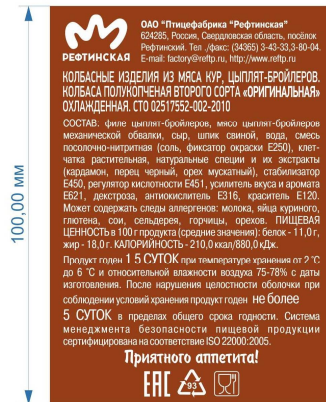 РЕФТИНСКАЯ
ОАО "Птицефабрика "Рефтинская"
624285, Россия, Свердловская область, посёлок
Рефтинский. Тел ./факс: (34365) 3-43-33,3-80-04.
E-mail: factory@reftp.ru, http://www.reftp.ru
КОЛБАСНЫЕ ИЗДЕЛИЯ ИЗ МЯСА КУР, ЦЫПЛЯТ-БРОЙЛЕРОВ.
КОЛБАСА ПОЛУКОПЧЕНАЯ ВТОРОГО СОРТА «ОРИГИНАЛЬНАЯ»
ОХЛАЖДЕННАЯ. СТО 02517552-002-2010
СОСТАВ: филе цыплят-бройлеров, мясо цыплят-бройлеров
механической обвалки, сыр, шпик свиной, вода, смесь
посолочно-нитритная (соль, фиксатор окраски Е250), клет-
чатка растительная, натуральные специи и их экстракты
(кардамон, перец черный, орех мускатный), стабилизатор
Е450, регулятор кислотности Е451, усилитель вкуса и аромата
Е621, декстроза, антиокислитель Е316, краситель Е120.
Может содержать следы аллергенов: молока, яйца куриного,
глютена, сои, сельдерея, горчицы, орехов. ПИЩЕВАЯ
ЦЕННОСТЬ в 100 г продукта (средние значения): белок - 11,0 г,
жир - 18,0 г. КАЛОРИЙНОСТЬ - 210,0 ккал/880,0 кДж.
Продукт годен 15 СУТОК при температуре хранения от 2 °С
до 6 °С и относительной влажности воздуха 75-78% с даты
изготовления. После нарушения целостности оболочки при
соблюдении условий хранения продукт годен не более
5 СУТОК в пределах общего срока годности. Система
менеджмента безопасности пищевой продукции
сертифицирована на соответствие ISO 22000:2005.
Приятного аппетита!
ЕАС 93
100,00 мм